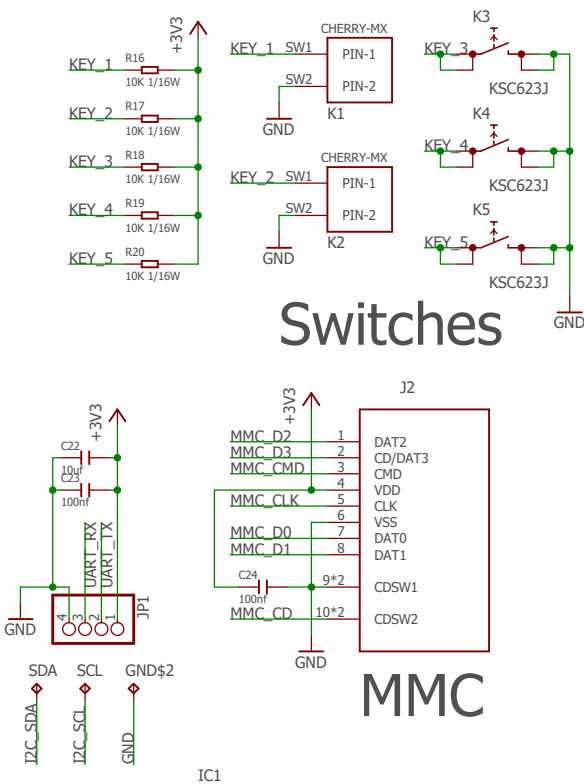 K3
+3V3
KEY_1 R16 10K 1/16W
KEY_1 SW1 PIN-1
CHERRY-MX
SW2 PIN-2
GND
K1
KEY_3
KSC623J
KEY_2 R17 10K 1/16W
K4
KEY_4
KSC623J
KEY_3 R18 10K 1/16W
CHERRY-MX
KEY_2 SW1 PIN-1
SW2 PIN-2
GND
K2
KEY_4 R19 10K 1/16W
K5
KEY_5
KSC623J
KEY_5 R20 10K 1/16W
Switches
GND
J2
+3V3
+3V3
MMC_D2 1 DAT2
MMC_D3 2 CD/DAT3
MMC_CMD 3 CMD
4 VDD
MMC_CLK 5 CLK
6 VSS
MMC_D0 7 DAT0
MMC_D1 8 DAT1
C24
100nf
9*2 CDSW1
MMC_CD 10*2 CDSW2
GND
MMC
C22
10uf
C23
100nf
UART_RX
UART_TX
4 3 2 1
JP1
GND
SDA SCL GND$2
I2C_SDA
I2C_SCL
GND
IC1